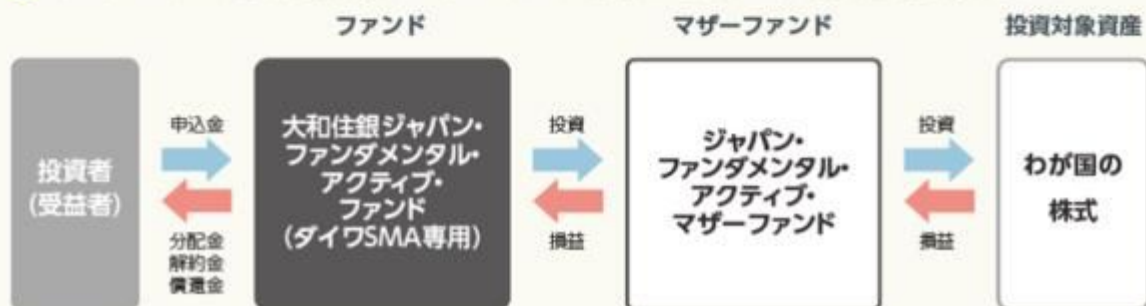 ファンド
マザーファンド
投資対象資産
投資者
(受益者)
申込金
分配金
解約金
償還金
大和住銀ジャパン・
ファンダメンタル・
アクティブ・
ファンド
(ダイワSMA専用)
投資
損益
ジャパン・
ファンダメンタル・
アクティブ・
マザーファンド
投資
損益
わが国の
株式